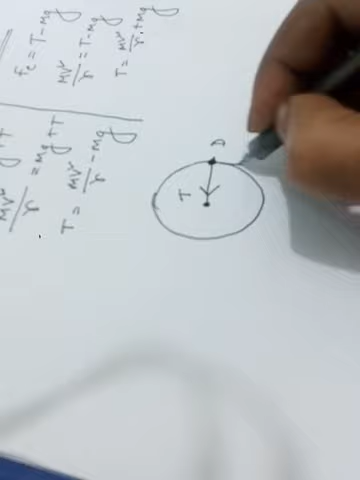 fc = T - mg
mv²/r = T - mg
T = mv²/r + mg
mv²/r = mg + T
T = mv²/r - mg
D
T